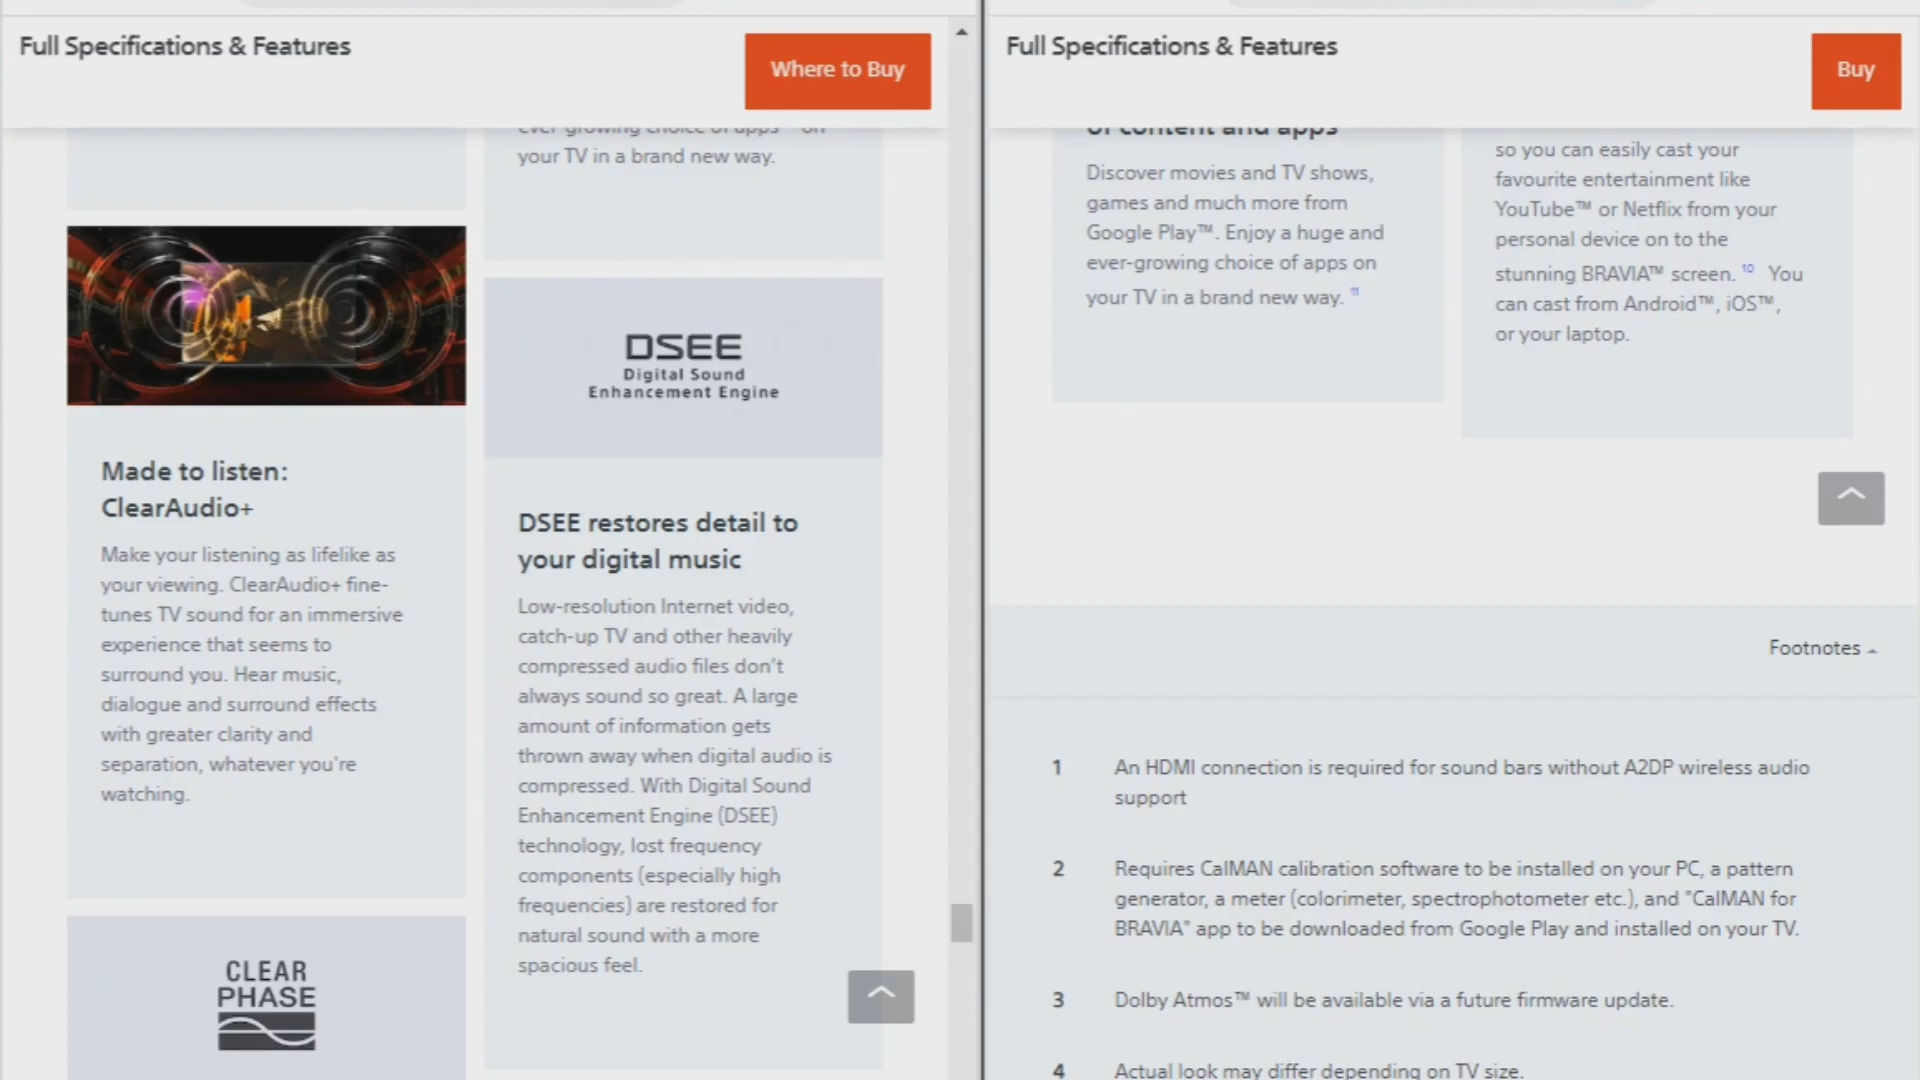 Full Specifications & Features
Where to Buy
ever-growing choice of apps on
your TV in a brand new way.
Made to listen:
ClearAudio+
Make your listening as lifelike as
your viewing. ClearAudio+ fine-
tunes TV sound for an immersive
experience that seems to
surround you. Hear music,
dialogue and surround effects
with greater clarity and
separation, whatever you're
watching.
CLEAR
PHASE
DSEE
Digital Sound
Enhancement Engine
DSEE restores detail to
your digital music
Low-resolution Internet video,
catch-up TV and other heavily
compressed audio files don't
always sound so great. A large
amount of information gets
thrown away when digital audio is
compressed. With Digital Sound
Enhancement Engine (DSEE)
technology, lost frequency
components (especially high
frequencies) are restored for
natural sound with a more
spacious feel.
Full Specifications & Features
Buy
of content and apps
Discover movies and TV shows,
games and much more from
Google Play™. Enjoy a huge and
ever-growing choice of apps on
your TV in a brand new way. 11
so you can easily cast your
favourite entertainment like
YouTube™ or Netflix from your
personal device on to the
stunning BRAVIA™ screen. 10 You
can cast from Android™, iOS™,
or your laptop.
Footnotes
1 An HDMI connection is required for sound bars without A2DP wireless audio
support
2 Requires CalMAN calibration software to be installed on your PC, a pattern
generator, a meter (colorimeter, spectrophotometer etc.), and "CalMAN for
BRAVIA" app to be downloaded from Google Play and installed on your TV.
3 Dolby Atmos™ will be available via a future firmware update.
4 Actual look may differ depending on TV size.